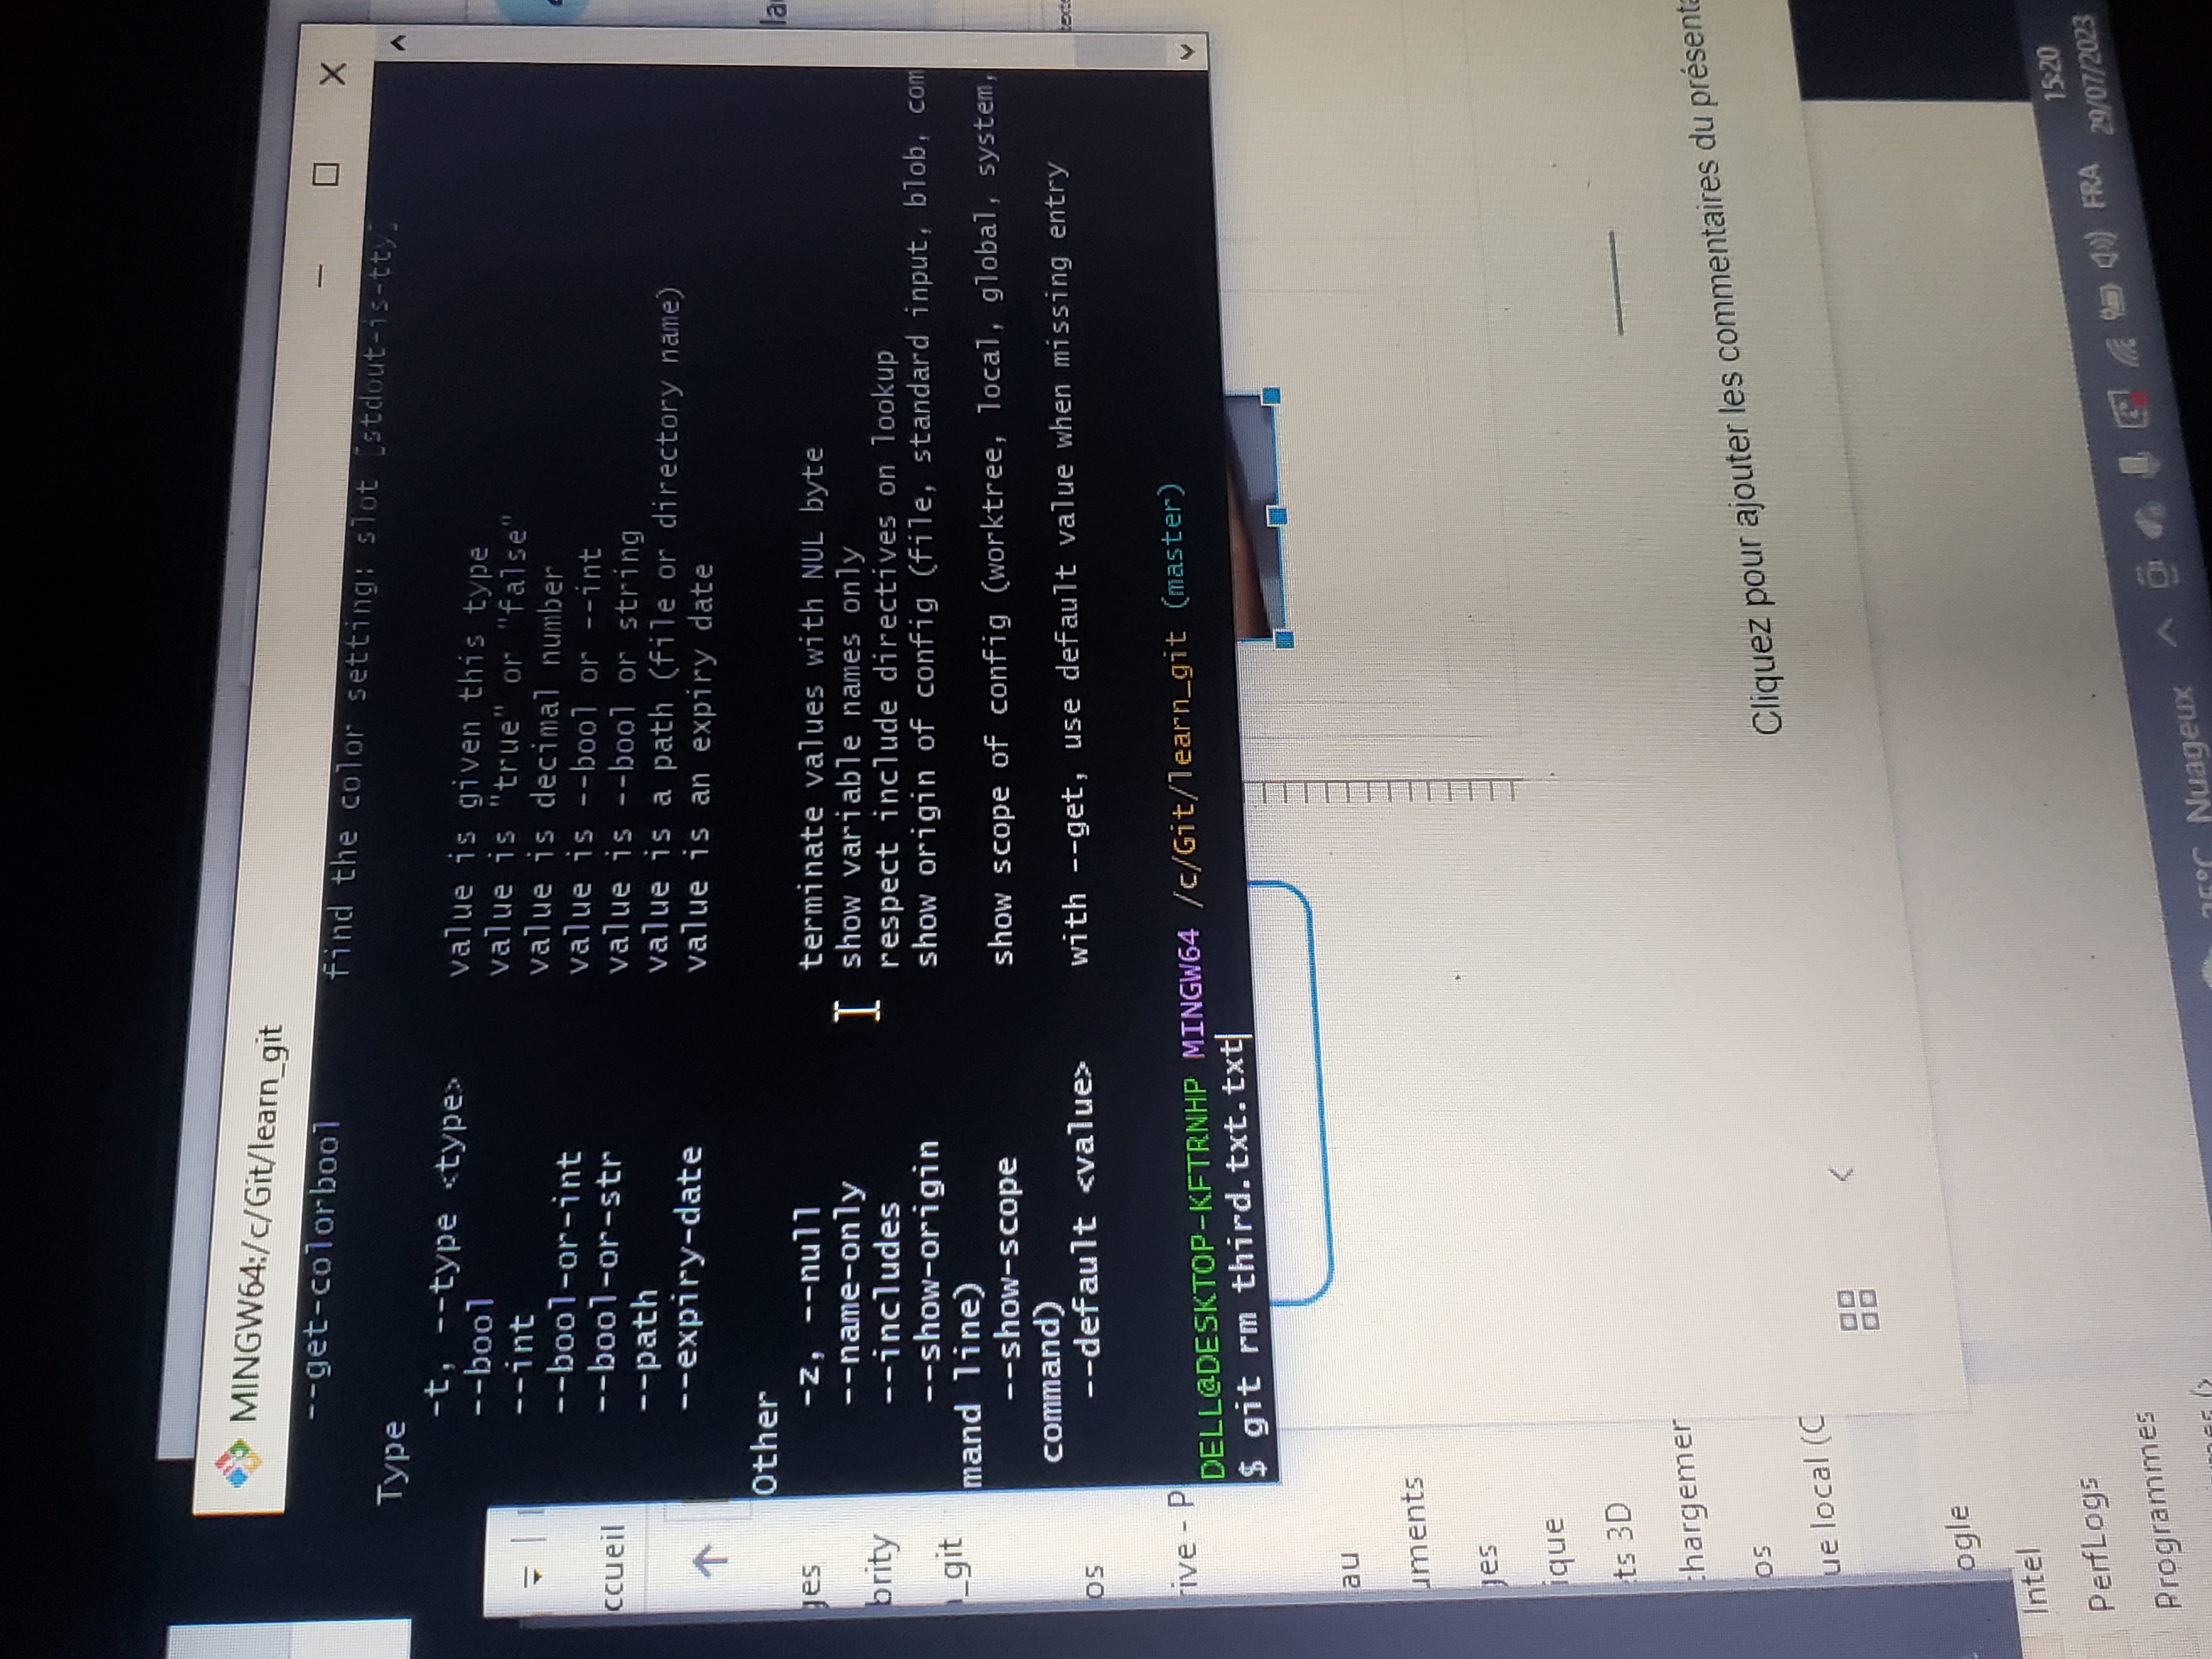 MINGW64:/c/Git/learn_git
--get-colorbool find the color setting: slot [stdout-is-tty]
Type
-t, --type <type> value is given this type
--bool value is "true" or "false"
--int value is decimal number
--bool-or-int value is --bool or --int
--bool-or-str value is --bool or string
--path value is a path (file or directory name)
--expiry-date value is an expiry date
Other
-z, --null terminate values with NUL byte
--name-only show variable names only
--includes respect include directives on lookup
--show-origin show origin of config (file, standard input, blob, com
mand line)
--show-scope show scope of config (worktree, local, global, system,
command)
--default <value> with --get, use default value when missing entry
DELL@DESKTOP-KFTRNHP MINGW64 /c/Git/learn_git (master)
$ git rm third.txt.txt
ccueil
ges
brity
_git
os
rive - P
au
uments
ges
ique
ts 3D
chargemer
os
ue local (C
ogle
Intel
PerfLogs
Programmes
Cliquez pour ajouter les commentaires du présenta
Nuageux
FRA
15:20
29/07/2023